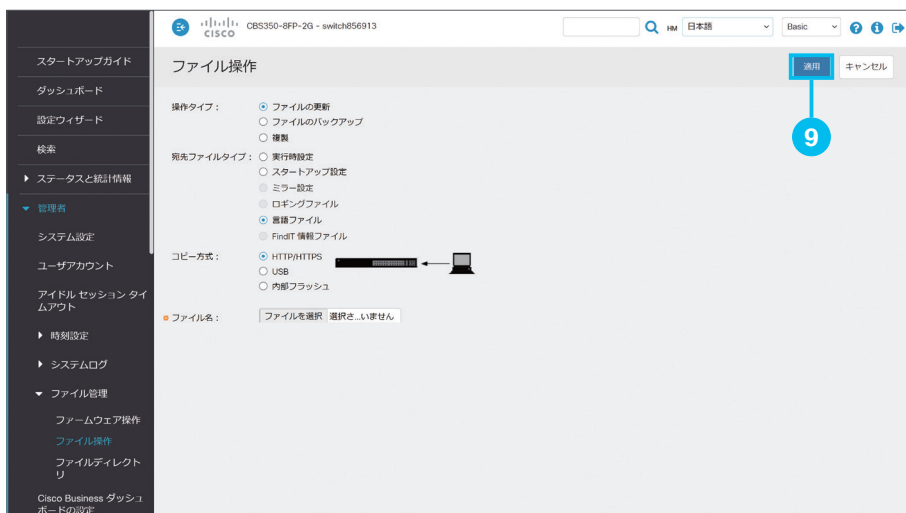 CISCO
CBS350-8FP-2G - switch856913
HM
日本語
Basic
スタートアップガイド
ダッシュボード
設定ウィザード
検索
ステータスと統計情報
管理者
システム設定
ユーザアカウント
アイドル セッション タイ
ムアウト
時刻設定
システムログ
ファイル管理
ファームウェア操作
ファイル操作
ファイルディレクト
リ
Cisco Business ダッシュ
ボードの設定
ファイル操作
適用
キャンセル
9
操作タイプ：
ファイルの更新
ファイルのバックアップ
複製
宛先ファイルタイプ：
実行時設定
スタートアップ設定
ミラー設定
ロギングファイル
言語ファイル
FindIT 情報ファイル
コピー方式：
HTTP/HTTPS
USB
内部フラッシュ
ファイル名：
ファイルを選択 選択さ...いません